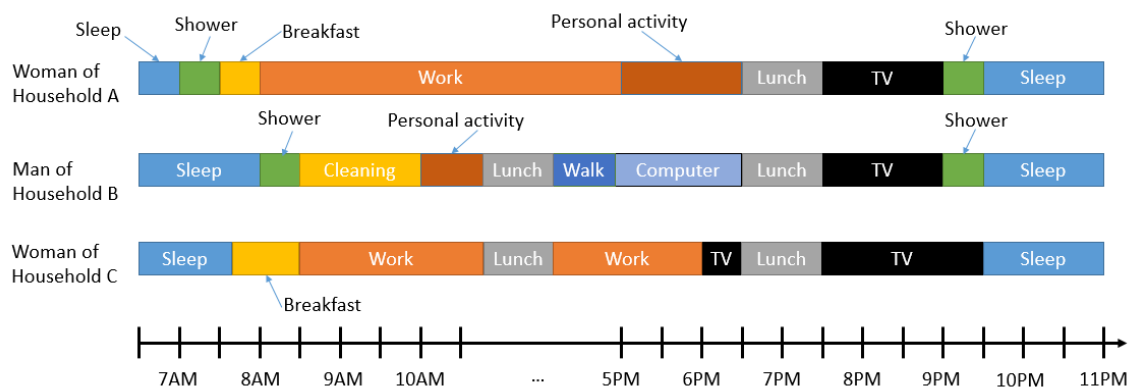 Personal activity
Sleep
Shower
Breakfast
Shower
Woman of
Household A
Work
Lunch
TV
Sleep
Shower
Personal activity
Shower
Man of
Household B
Sleep
Cleaning
Lunch
Walk
Computer
Lunch
TV
Sleep
Woman of
Household C
Sleep
Work
Lunch
Work
TV
Lunch
TV
Sleep
Breakfast
7AM 8AM 9AM 10AM ... 5PM 6PM 7PM 8PM 9PM 10PM 11PM